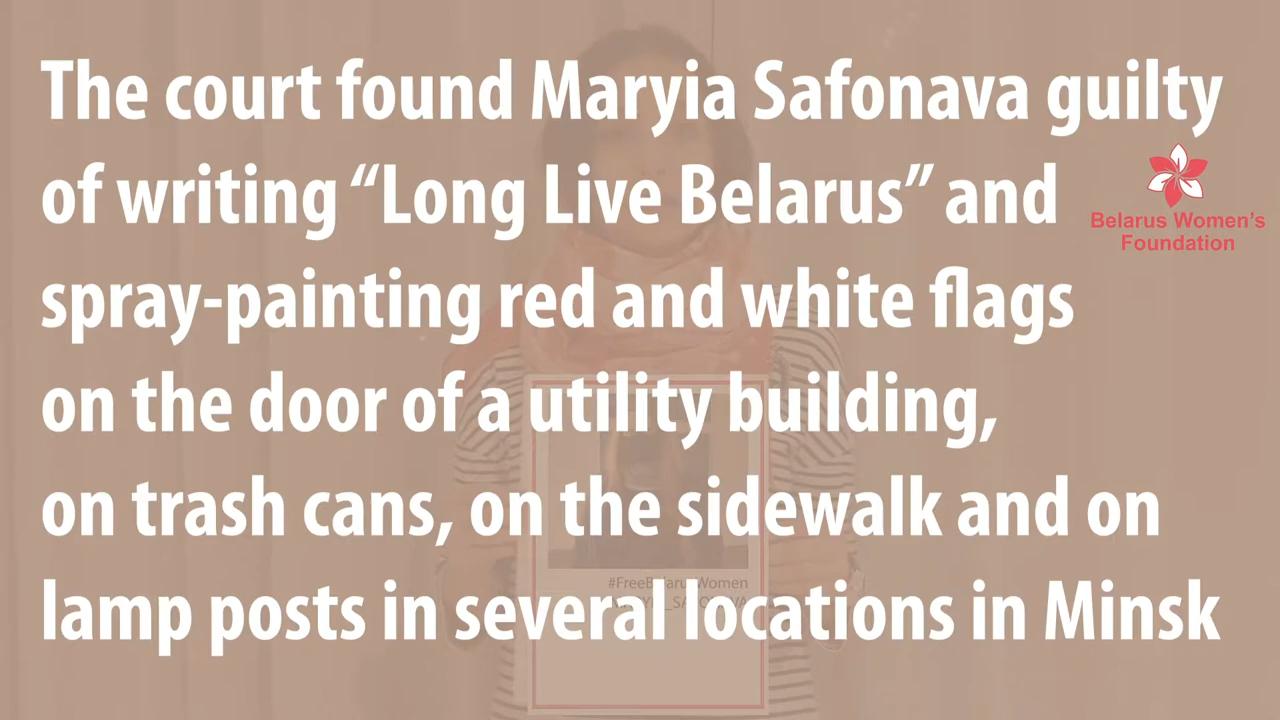 The court found Maryia Safonava guilty
of writing “Long Live Belarus” and
spray-painting red and white flags
on the door of a utility building,
on trash cans, on the sidewalk and on
lamp posts in several locations in Minsk
Belarus Women's
Foundation
#FreeBelarusWomen